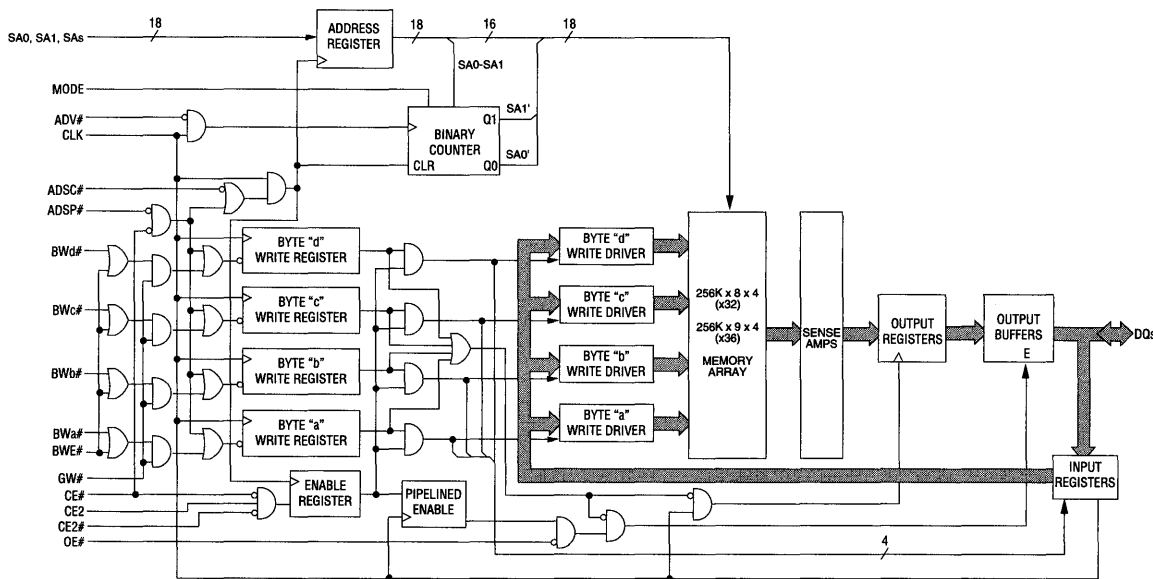 18
SA0, SA1, SAs
ADDRESS
REGISTER
18
16
18
SA0-SA1
MODE
ADV#
CLK
BINARY
COUNTER
CLR
Q1
Q0
SA1'
SA0'
ADSC#
ADSP#
BWd#
BYTE "d"
WRITE REGISTER
BYTE "d"
WRITE DRIVER
BWc#
BYTE "c"
WRITE REGISTER
BYTE "c"
WRITE DRIVER
BWb#
BYTE "b"
WRITE REGISTER
BYTE "b"
WRITE DRIVER
BWa#
BWE#
BYTE "a"
WRITE REGISTER
BYTE "a"
WRITE DRIVER
256K x 8 x 4
(x32)
256K x 9 x 4
(x36)
MEMORY
ARRAY
SENSE
AMPS
OUTPUT
REGISTERS
OUTPUT
BUFFERS
E
DQs
INPUT
REGISTERS
GW#
CE#
CE2
CE2#
OE#
ENABLE
REGISTER
PIPELINED
ENABLE
4